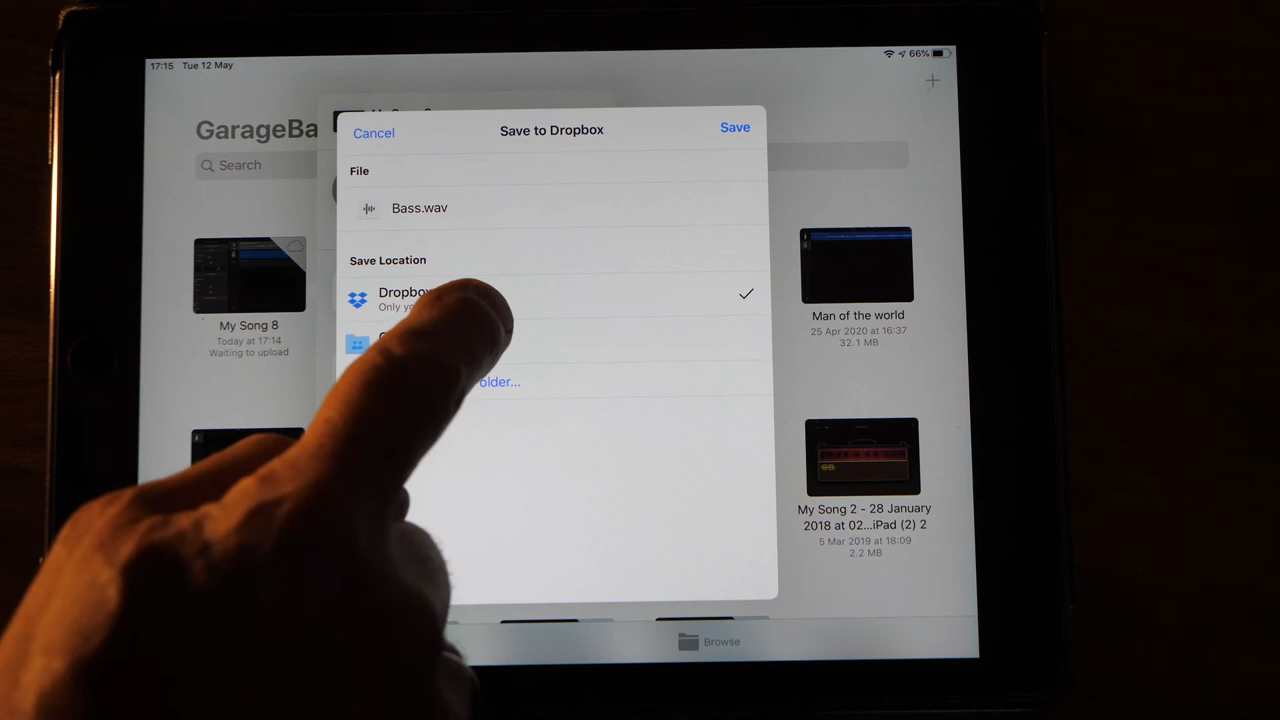 17:15 Tue 12 May
66%
GarageBa
Search
Cancel
Save to Dropbox
Save
File
Bass.wav
Save Location
Dropbox
Only yo
older...
My Song 8
Today at 17:14
Waiting to upload
Man of the world
25 Apr 2020 at 16:37
32.1 MB
My Song 2 - 28 January
2018 at 02...iPad (2) 2
5 Mar 2019 at 18:09
2.2 MB
Browse